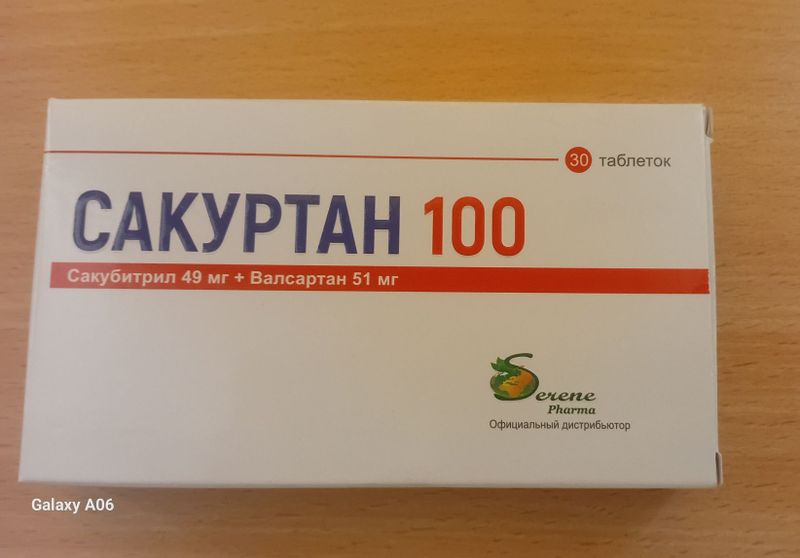 30 таблеток
САКУРТАН 100
Сакубитрил 49 мг + Валсартан 51 мг
Serene
Pharma
Официальный дистрибьютор
Galaxy A06